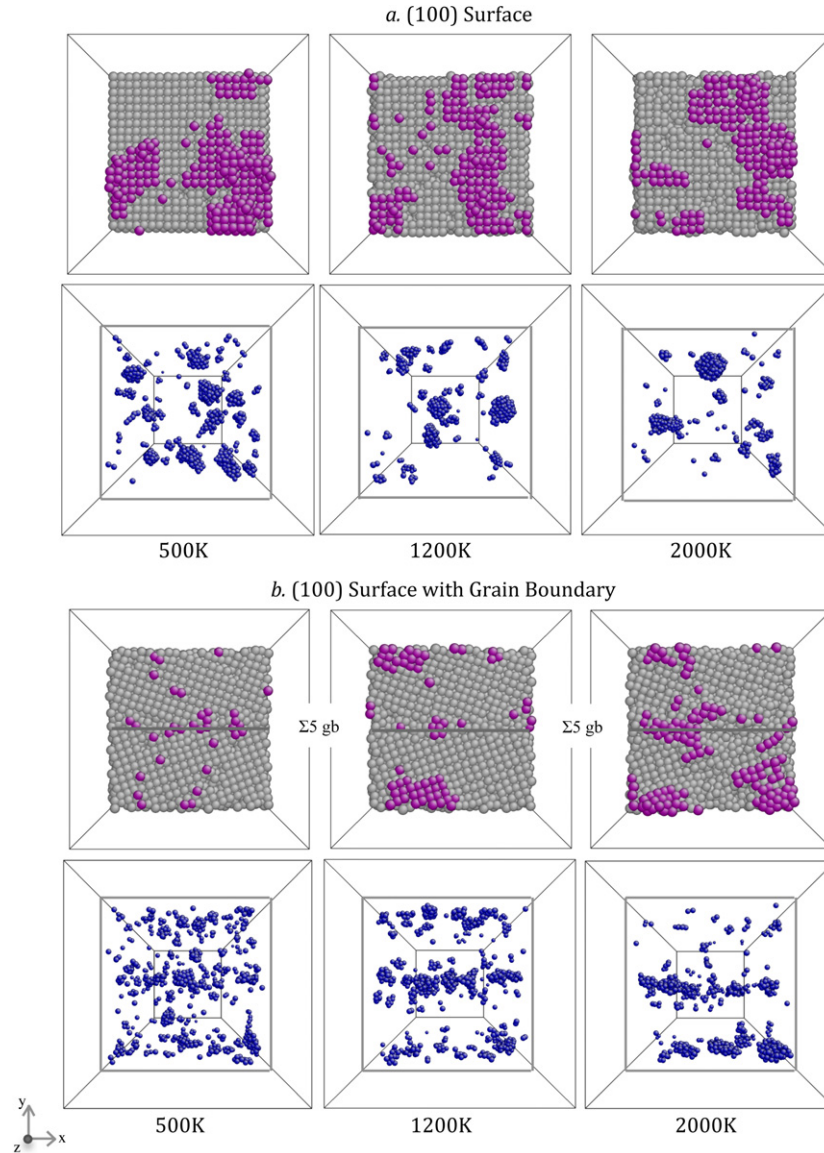 a. (100) Surface
500K 1200K 2000K
b. (100) Surface with Grain Boundary
Σ5 gb Σ5 gb
500K 1200K 2000K
y
z x